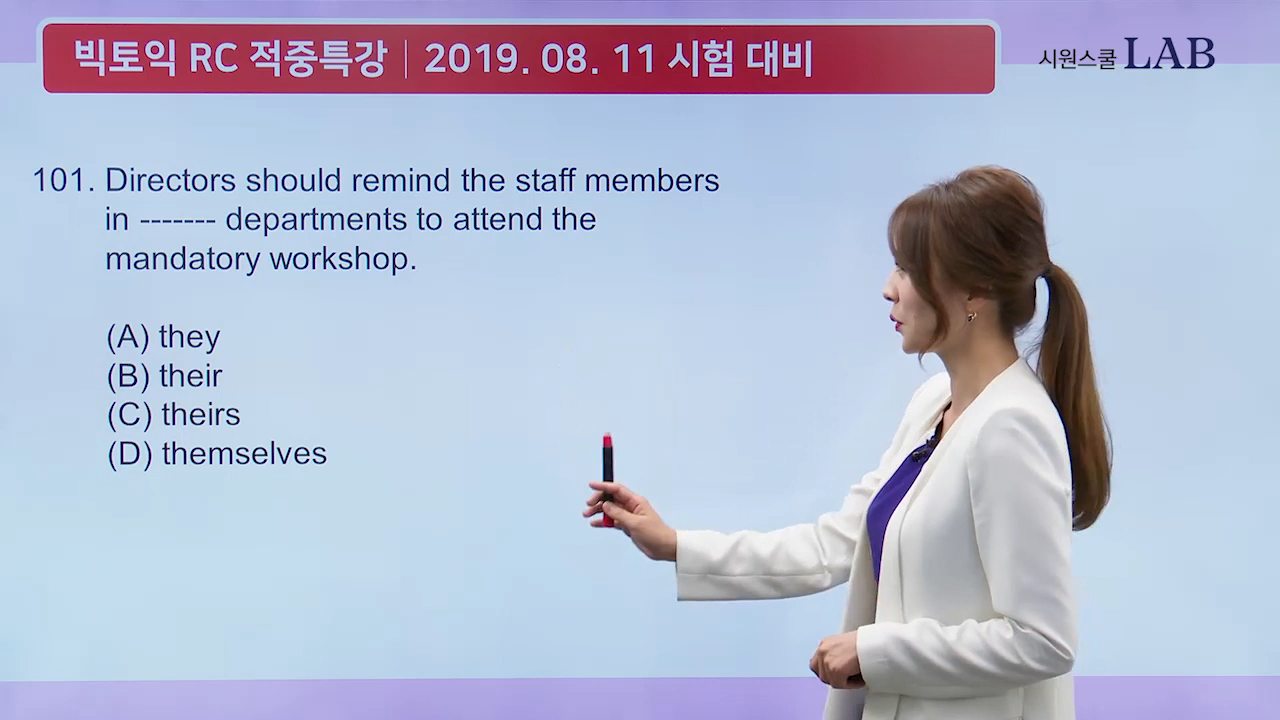 빅토익 RC 적중특강 | 2019. 08. 11 시험 대비
시원스쿨 LAB
101. Directors should remind the staff members
in ------- departments to attend the
mandatory workshop.
(A) they
(B) their
(C) theirs
(D) themselves